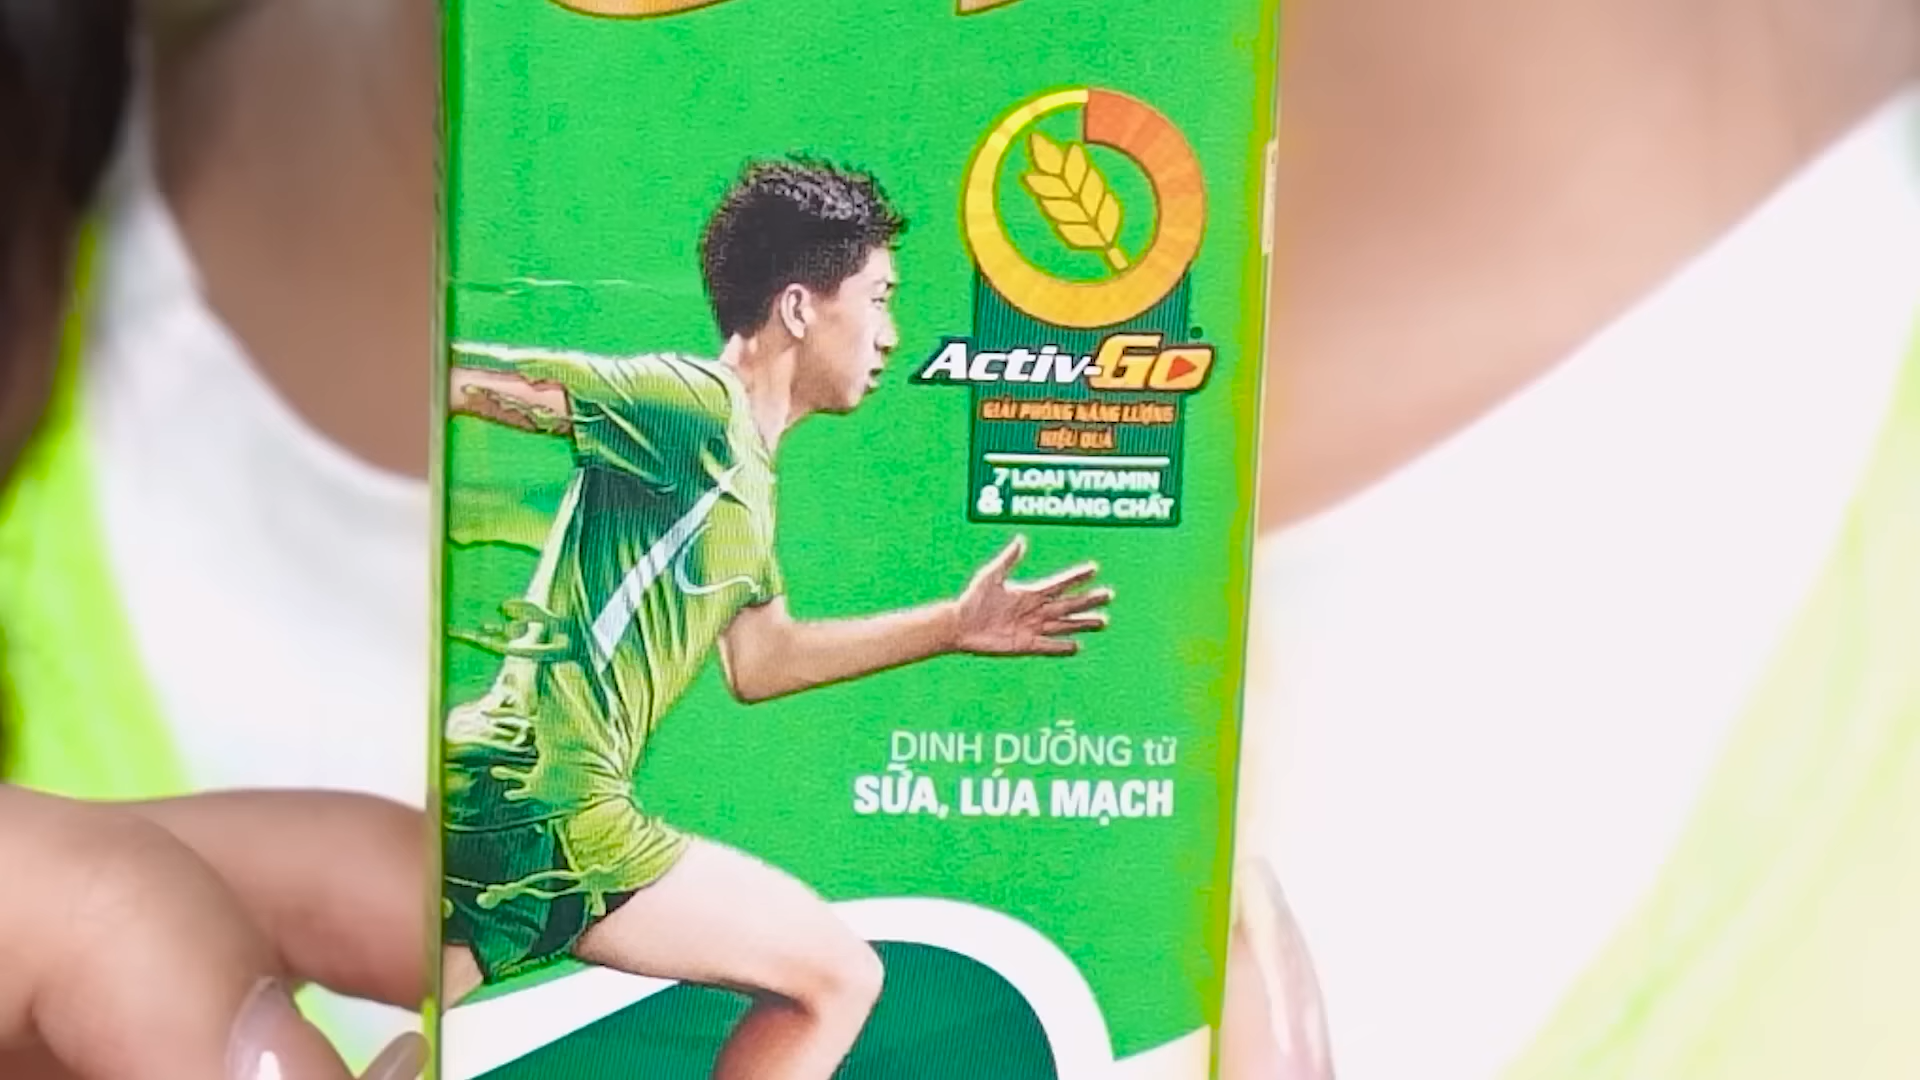 Activ-Go
GIẢI PHÓNG NĂNG LƯỢNG
HIỆU QUẢ
7 LOẠI VITAMIN
& KHOÁNG CHẤT
DINH DƯỠNG từ
SỮA, LÚA MẠCH